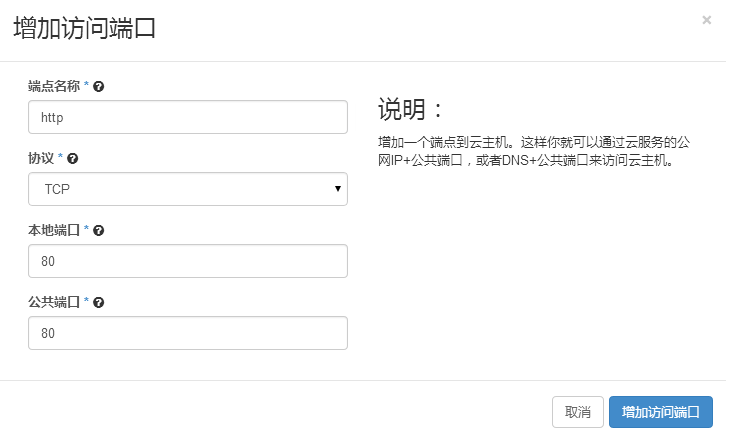 增加访问端口
×
端点名称 * ?
http
协议 * ?
TCP
本地端口 * ?
80
公共端口 * ?
80
说明：
增加一个端点到云主机。这样你就可以通过云服务的公
网IP+公共端口，或者DNS+公共端口来访问云主机。
取消
增加访问端口